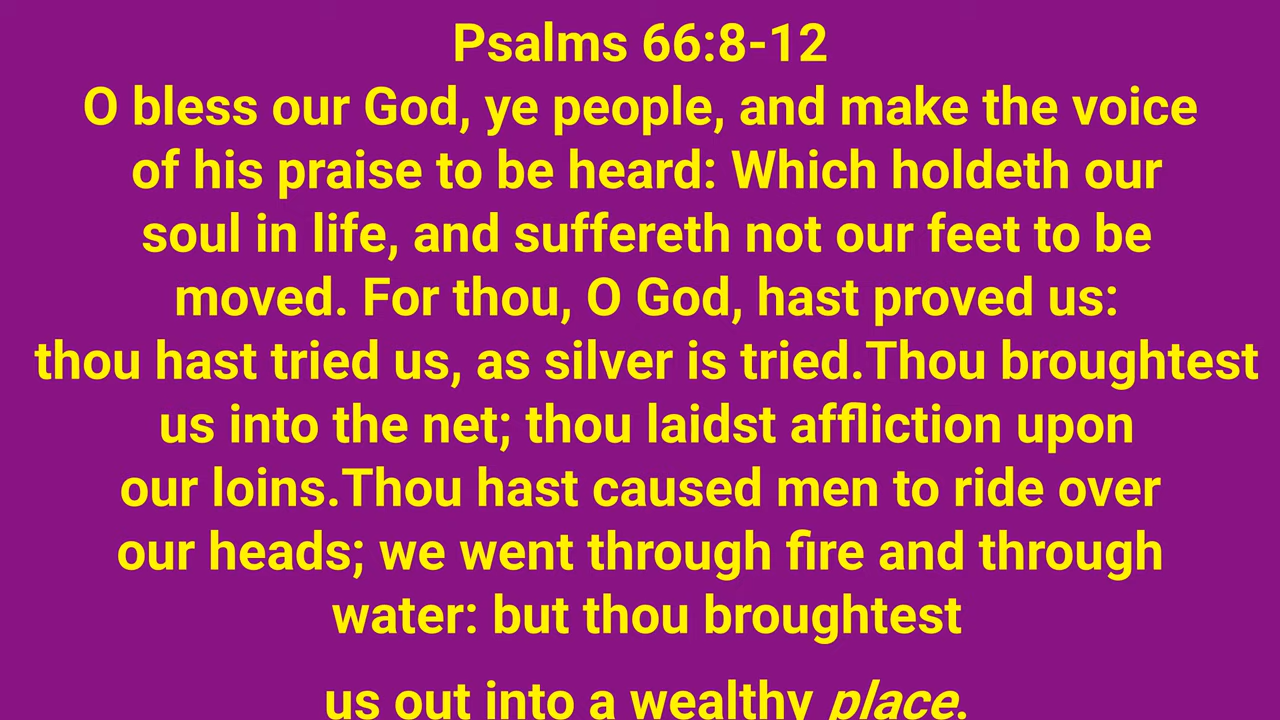 Psalms 66:8-12
O bless our God, ye people, and make the voice
of his praise to be heard: Which holdeth our
soul in life, and suffereth not our feet to be
moved. For thou, O God, hast proved us:
thou hast tried us, as silver is tried.Thou broughtest
us into the net; thou laidst affliction upon
our loins.Thou hast caused men to ride over
our heads; we went through fire and through
water: but thou broughtest
us out into a wealthy place.